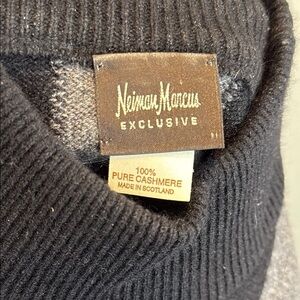 Neiman Marcus
EXCLUSIVE
100%
PURE CASHMERE
MADE IN SCOTLAND